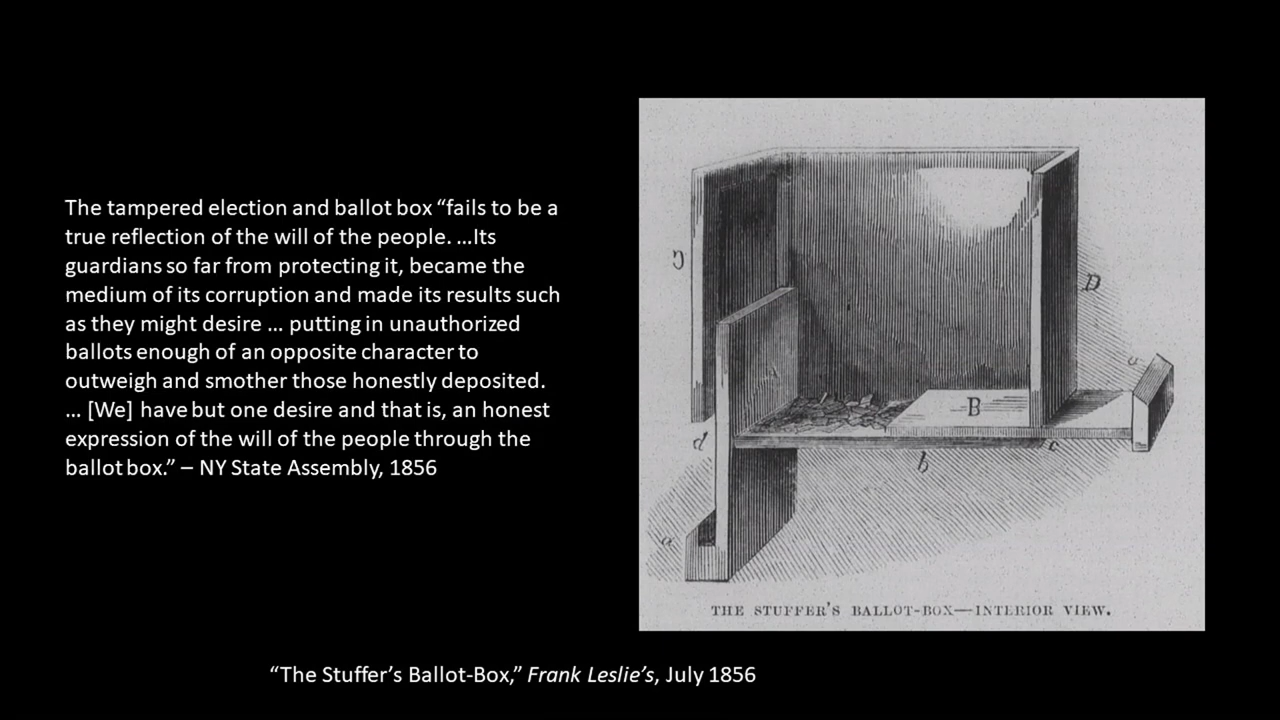 The tampered election and ballot box “fails to be a
true reflection of the will of the people. …Its
guardians so far from protecting it, became the
medium of its corruption and made its results such
as they might desire … putting in unauthorized
ballots enough of an opposite character to
outweigh and smother those honestly deposited.
… [We] have but one desire and that is, an honest
expression of the will of the people through the
ballot box.” – NY State Assembly, 1856
D
a
A
B
d
c
b
a
THE STUFFER'S BALLOT-BOX—INTERIOR VIEW.
“The Stuffer’s Ballot-Box,” Frank Leslie’s, July 1856